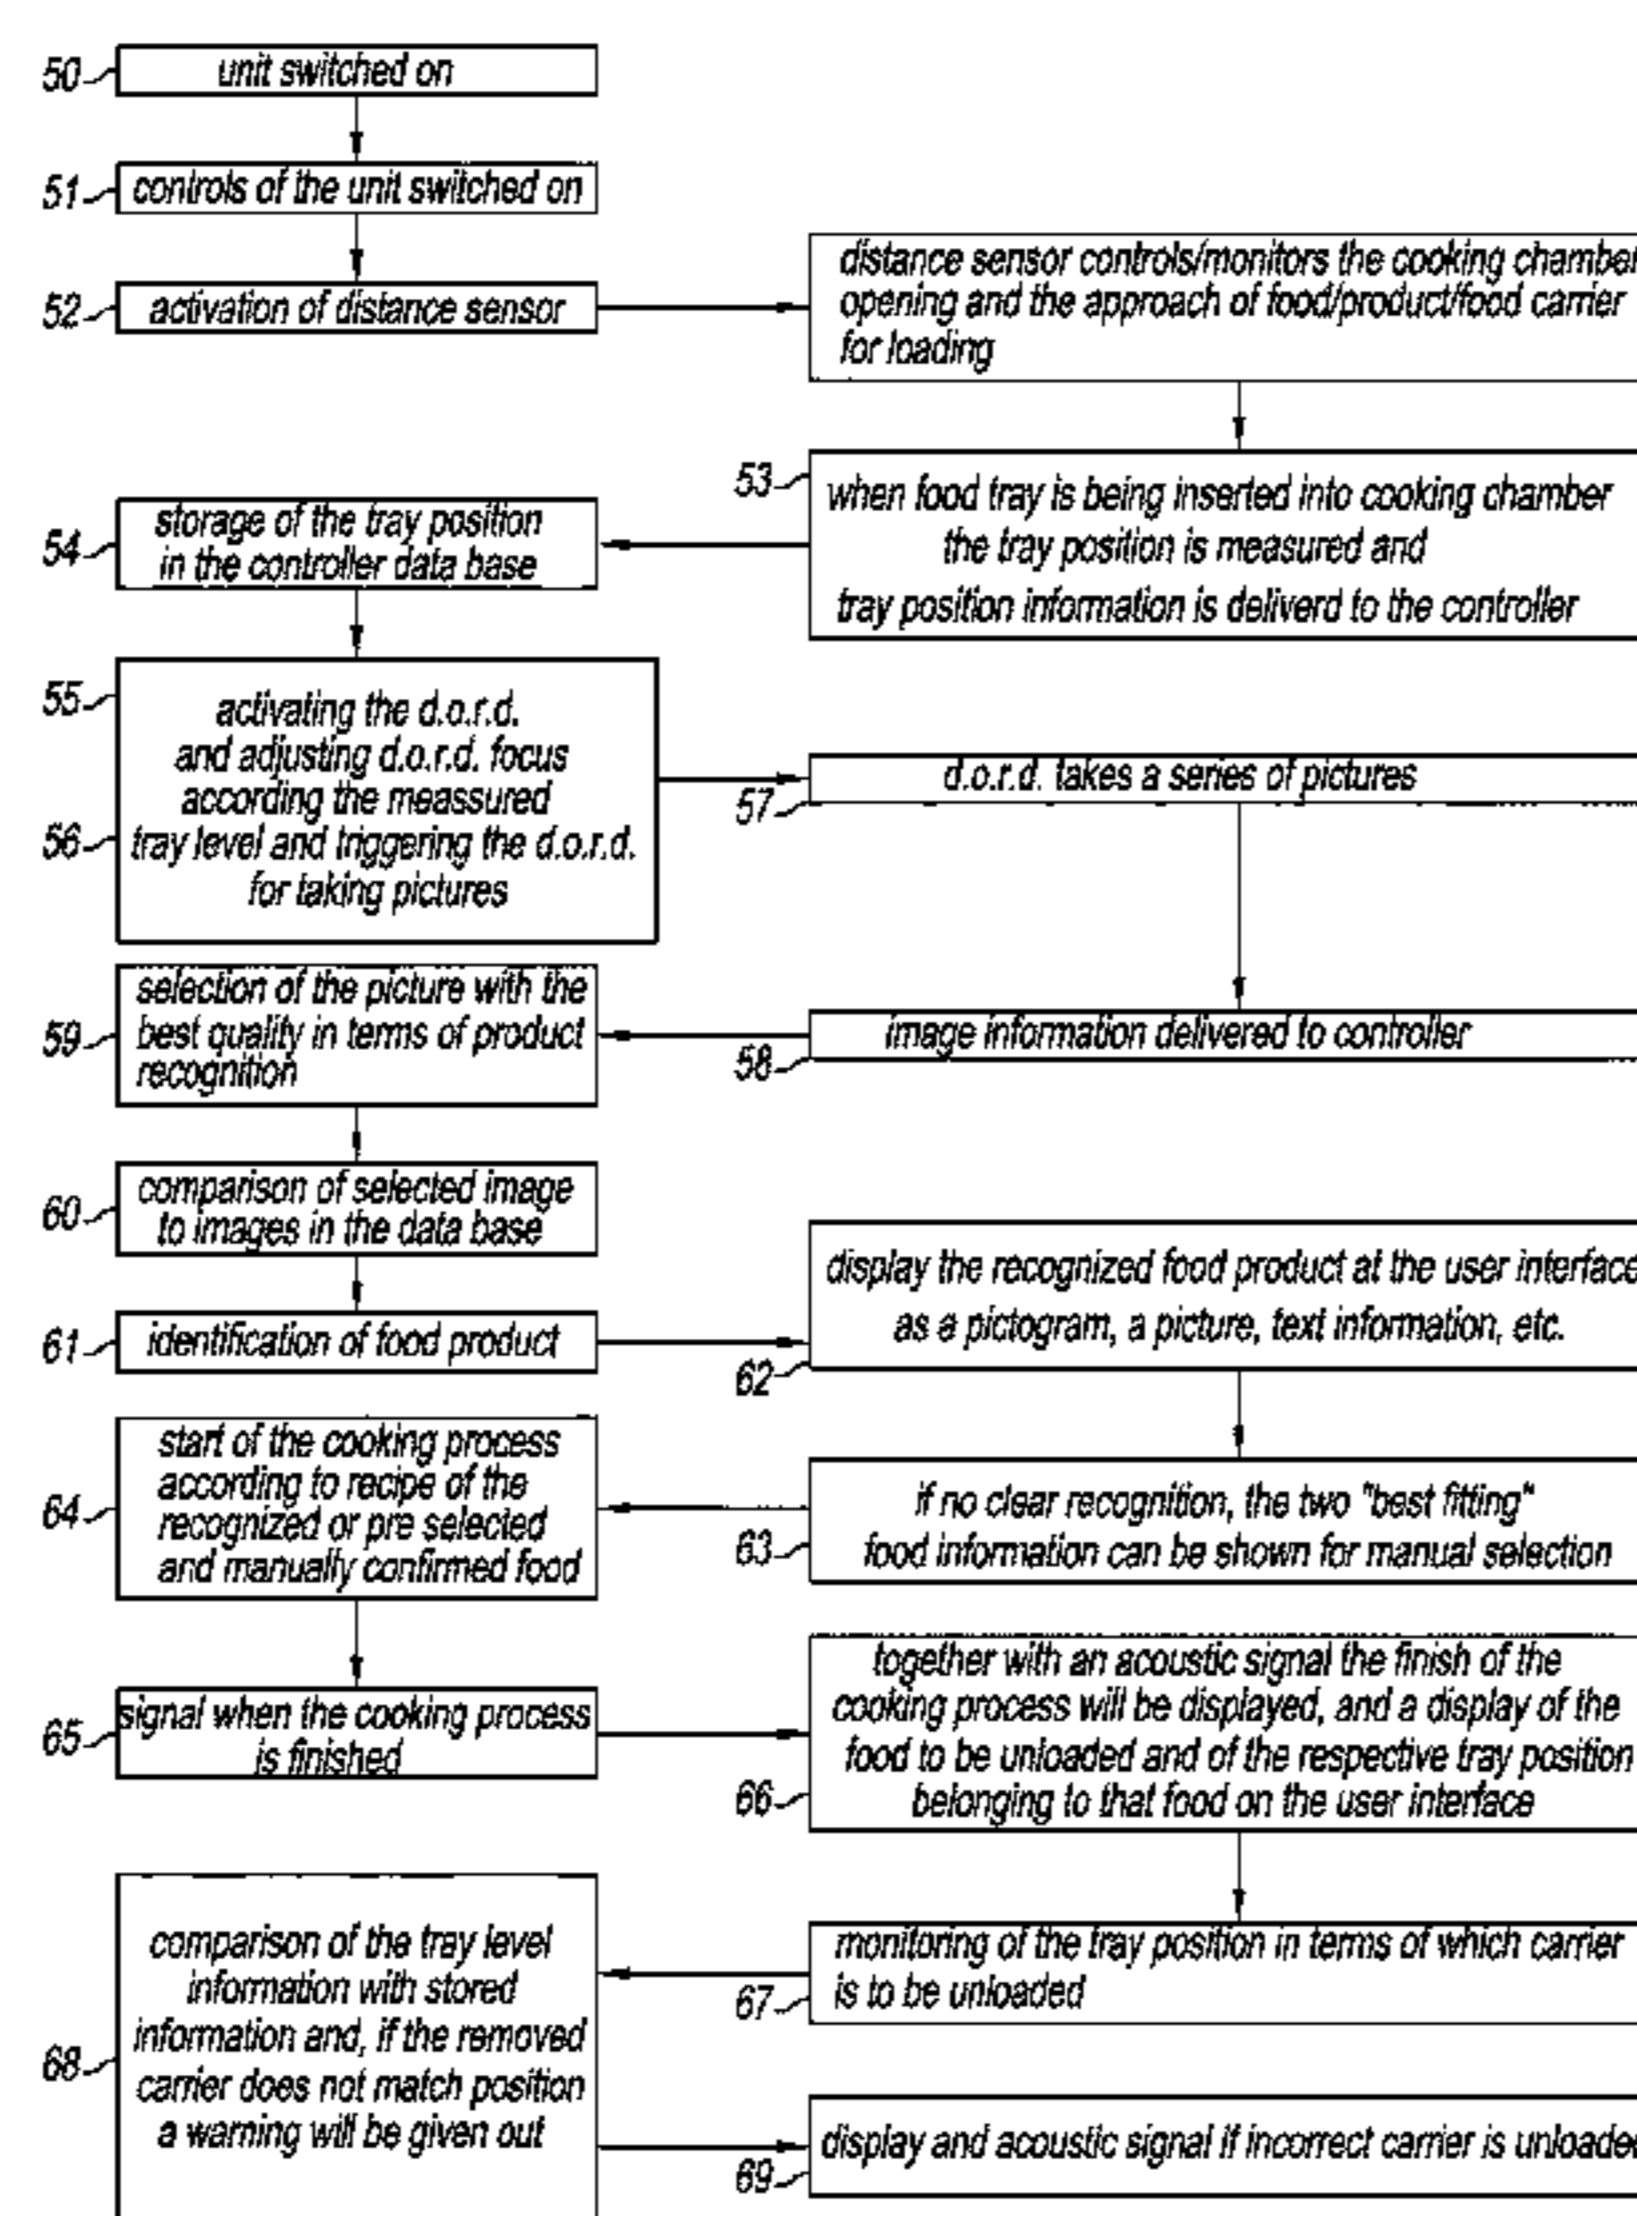 50
unit switched on
51
controls of the unit switched on
52
activation of distance sensor
distance sensor controls/monitors the cooking chamber
opening and the approach of food/product/food carrier
for loading
53
when food tray is being inserted into cooking chamber
the tray position is measured and
tray position information is deliverd to the controller
54
storage of the tray position
in the controller data base
55
56
activating the d.o.r.d.
and adjusting d.o.r.d. focus
according the meassured
tray level and triggering the d.o.r.d.
for taking pictures
57
d.o.r.d. takes a series of pictures
58
image information delivered to controller
59
selection of the picture with the
best quality in terms of product
recognition
60
comparison of selected image
to images in the data base
61
identification of food product
62
display the recognized food product at the user interface
as a pictogram, a picture, text information, etc.
63
if no clear recognition, the two "best fitting"
food information can be shown for manual selection
64
start of the cooking process
according to recipe of the
recognized or pre selected
and manually confirmed food
65
signal when the cooking process
is finished
66
together with an acoustic signal the finish of the
cooking process will be displayed, and a display of the
food to be unloaded and of the respective tray position
belonging to that food on the user interface
67
monitoring of the tray position in terms of which carrier
is to be unloaded
68
comparison of the tray level
information with stored
information and, if the removed
carrier does not match position
a warning will be given out
69
display and acoustic signal if incorrect carrier is unloaded